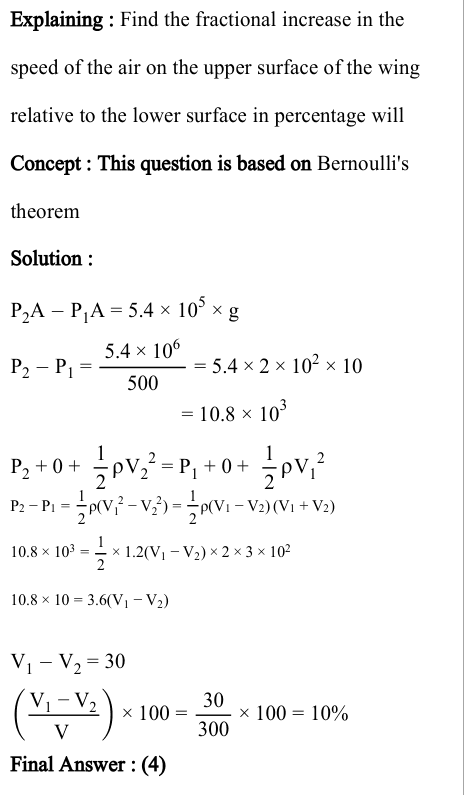 Explaining : Find the fractional increase in the
speed of the air on the upper surface of the wing
relative to the lower surface in percentage will
Concept : This question is based on Bernoulli's
theorem
Solution :
P₂A − P₁A = 5.4 × 10⁵ × g
P₂ − P₁ = (5.4 × 10⁶)/500 = 5.4 × 2 × 10² × 10
= 10.8 × 10³
P₂ + 0 + 1/2 ρV₂² = P₁ + 0 + 1/2 ρV₁²
P₂ − P₁ = 1/2 ρ(V₁² − V₂²) = 1/2 ρ(V₁ − V₂) (V₁ + V₂)
10.8 × 10³ = 1/2 × 1.2(V₁ − V₂) × 2 × 3 × 10²
10.8 × 10 = 3.6(V₁ − V₂)
V₁ − V₂ = 30
((V₁ − V₂)/V) × 100 = 30/300 × 100 = 10%
Final Answer : (4)